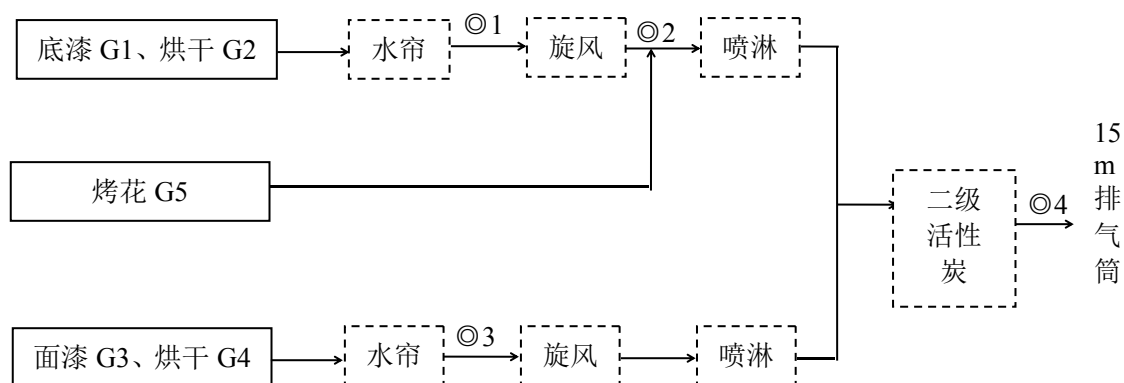 底漆 G1、烘干 G2
水帘
◎1
旋风
◎2
喷淋
烤花 G5
二级
活性
炭
◎4
15
m
排
气
筒
面漆 G3、烘干 G4
水帘
◎3
旋风
喷淋